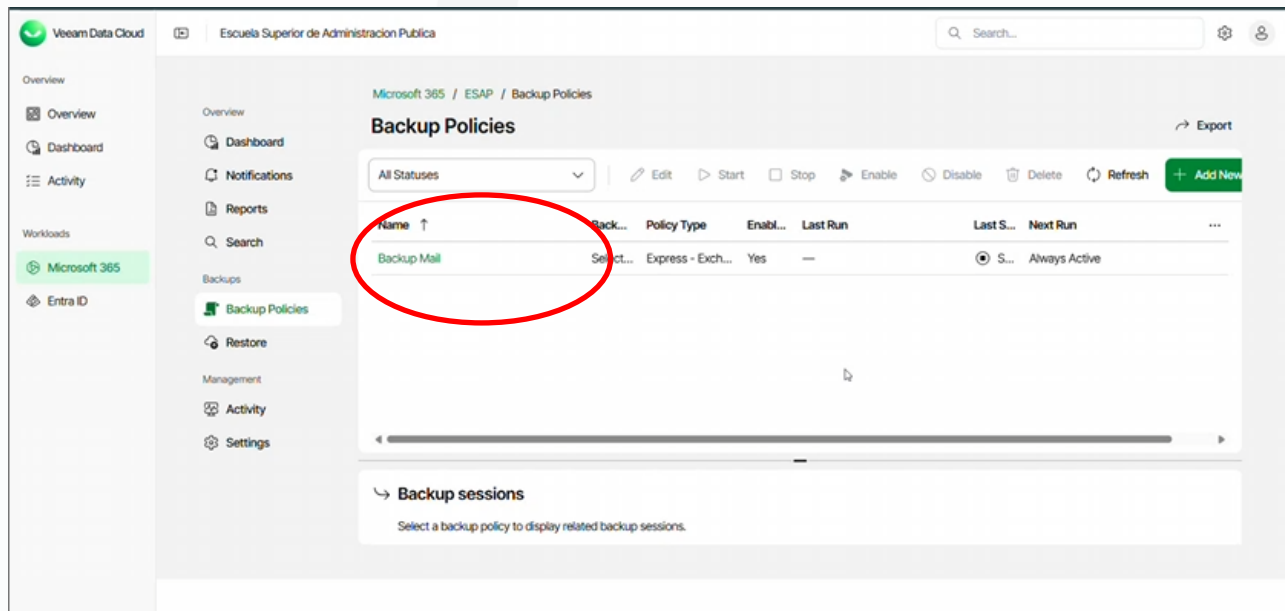 Veeam Data Cloud
Escuela Superior de Administracion Publica
Search...
Overview
Overview
Dashboard
Activity
Workloads
Microsoft 365
Entra ID
Overview
Dashboard
Notifications
Reports
Search
Backups
Backup Policies
Restore
Management
Activity
Settings
Microsoft 365 / ESAP / Backup Policies
Backup Policies
Export
All Statuses Edit Start Stop Enable Disable Delete Refresh + Add New
Name ↑ Back... Policy Type Enabl... Last Run Last S... Next Run ...
Backup Mail Select... Express - Exch... Yes — S... Always Active
Backup sessions
Select a backup policy to display related backup sessions.